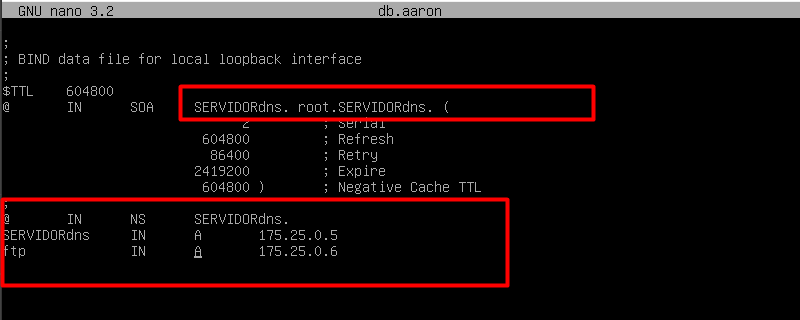 GNU nano 3.2 db.aaron
;
; BIND data file for local loopback interface
;
$TTL 604800
@ IN SOA SERVIDORdns. root.SERVIDORdns. (
2 ; Serial
604800 ; Refresh
86400 ; Retry
2419200 ; Expire
604800 ) ; Negative Cache TTL
;
@ IN NS SERVIDORdns.
SERVIDORdns IN A 175.25.0.5
ftp IN A 175.25.0.6